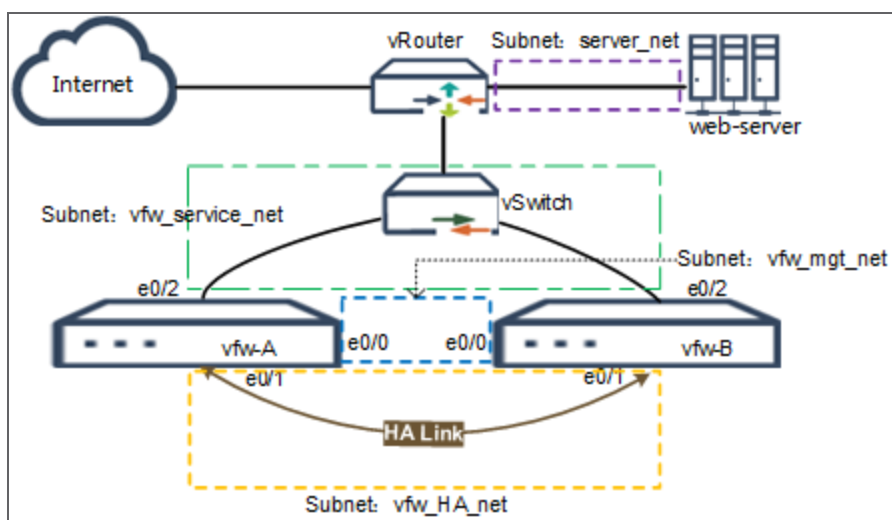 vRouter
Subnet：server_net
Internet
web-server
Subnet：vfw_service_net
vSwitch
Subnet：vfw_mgt_net
e0/2
e0/2
vfw-A
e0/0
e0/0
vfw-B
e0/1
e0/1
HA Link
Subnet：vfw_HA_net